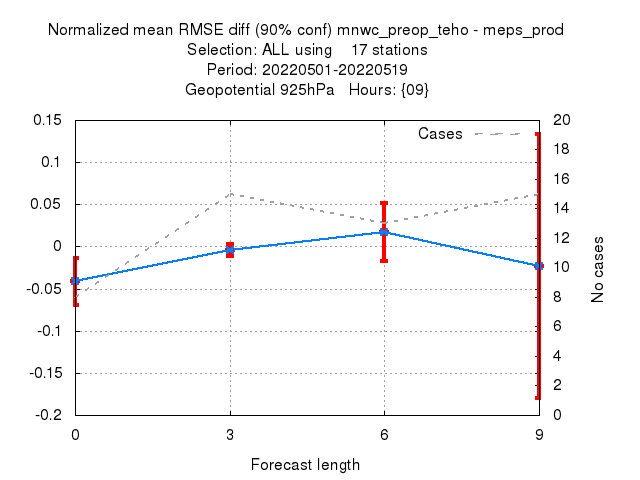 Normalized mean RMSE diff (90% conf) mnwc_preop_teho - meps_prod
Selection: ALL using    17 stations
Period: 20220501-20220519
Geopotential 925hPa   Hours: {09}
Cases
0.15
0.1
0.05
0
-0.05
-0.1
-0.15
-0.2
20
18
16
14
12
10
8
6
4
2
0
No cases
0 3 6 9
Forecast length